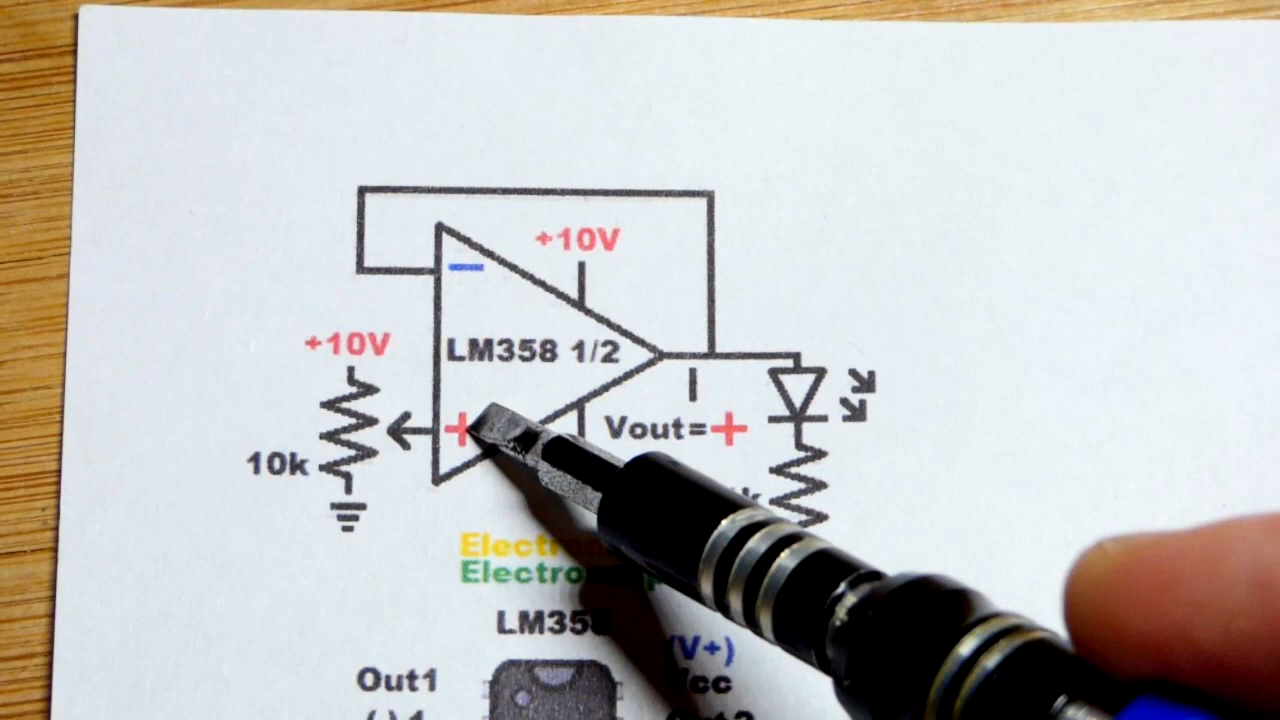 +10V
+10V
LM358 1/2
Vout=+
10k
LM358
(V+)
Out1
Vcc